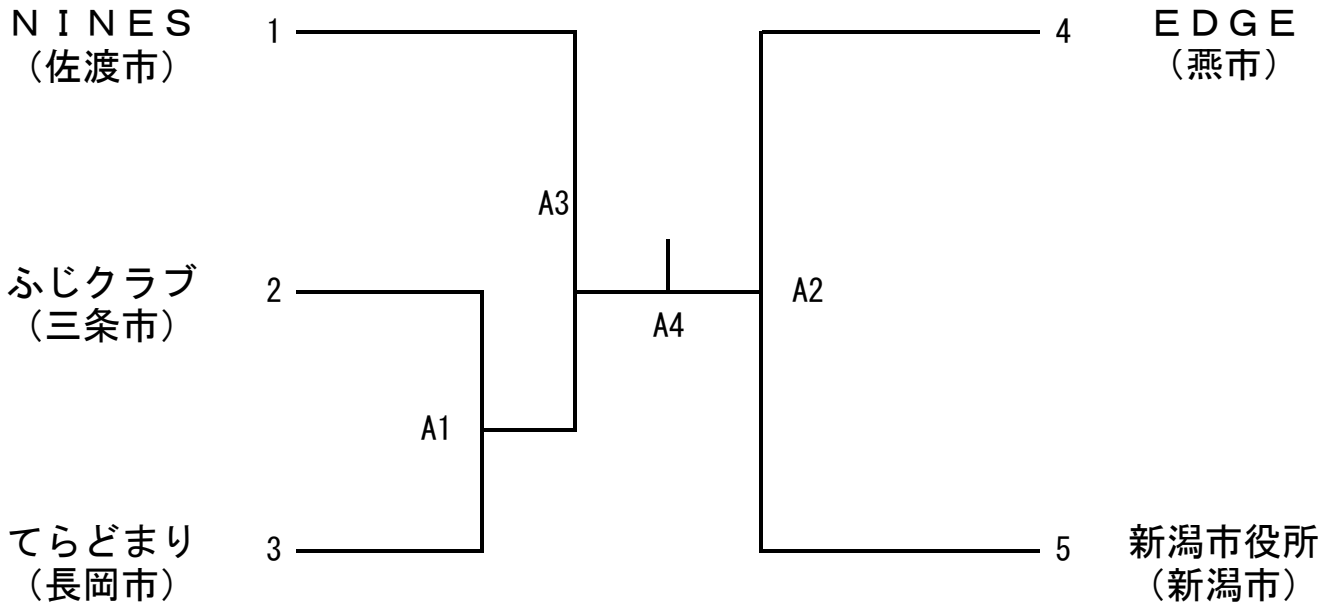 ＮＩＮＥＳ
（佐渡市）
1
4
ＥＤＧＥ
（燕市）
A3
ふじクラブ
（三条市）
2
A2
A4
A1
てらどまり
（長岡市）
3
5
新潟市役所
（新潟市）